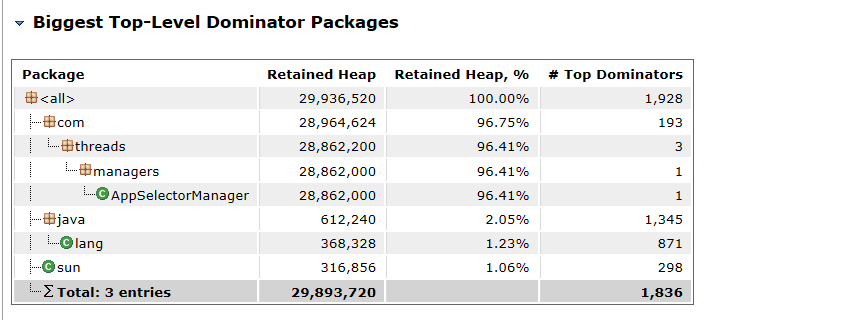 Biggest Top-Level Dominator Packages
Package Retained Heap Retained Heap, % # Top Dominators
<all> 29,936,520 100.00% 1,928
com 28,964,624 96.75% 193
threads 28,862,200 96.41% 3
managers 28,862,000 96.41% 1
C AppSelectorManager 28,862,000 96.41% 1
java 612,240 2.05% 1,345
C lang 368,328 1.23% 871
C sun 316,856 1.06% 298
Σ Total: 3 entries 29,893,720 1,836